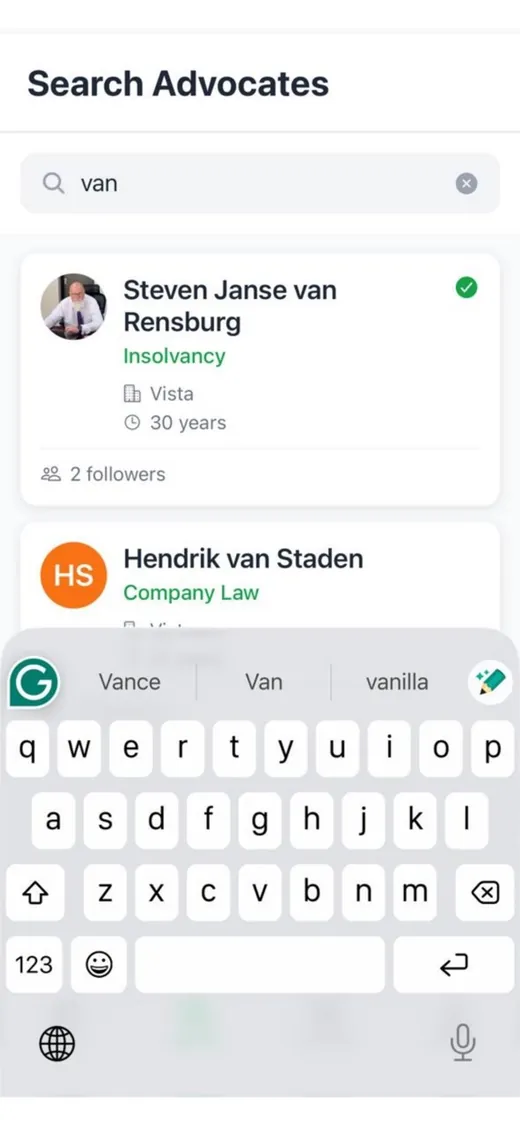 Search Advocates
van
Steven Janse van
Rensburg
Insolvancy
Vista
30 years
2 followers
HS
Hendrik van Staden
Company Law
G
Vance
Van
vanilla
q w e r t y u i o p
a s d f g h j k l
z x c v b n m
123